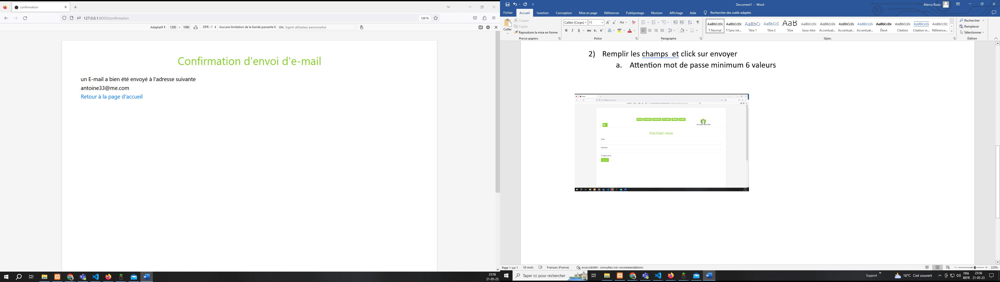 confirmation
127.0.0.1:8000/confirmation
120 %
Adaptatif
1200 × 1080
DPR : 1
Aucune limitation de la bande passante
UA: Agent utilisateur personnalisé
Confirmation d'envoi d'e-mail
un E-mail a bien été envoyé à l'adresse suivante
antoine33@me.com
Retour à la page d'accueil
23:56
21-05-23
Document1 - Word
Marco Rizzo
Fichier Accueil Insertion Conception Mise en page Références Publipostage Révision Affichage Aide Rechercher des outils adaptés
Coller
Couper
Copier
Reproduire la mise en forme
Presse-papiers
Calibri (Corps) 11
G I S abc x₂ x²
Police
Paragraphe
AaBbCcDc AaBbCcDc AaBbCc AaBbCcD AaB AaBbCcDc AaBbCcDc AaBbCcDc AaBbCcDc AaBbCcDc AaBbCcDc AaBbCcDc AABBCCDD
¶ Normal ¶ Sans int... Titre 1 Titre 2 Titre Sous-titre Accentuat... Accentuat... Accentuat... Élevé Citation Citation in... Référence...
Styles
Rechercher
Remplacer
Sélectionner
Édition
2) Remplir les champs  et click sur envoyer
a. Attention mot de passe minimum 6 valeurs
Annuaire Bien-être
Inscrivez-vous
Email
Password
Agree terms
Page 1 sur 1 59 mots Français (France) Accessibilité : consultez nos recommandations
220%
Taper ici pour rechercher
Support
16°C Ciel couvert
FRA
BEFR
23:56
21-05-23